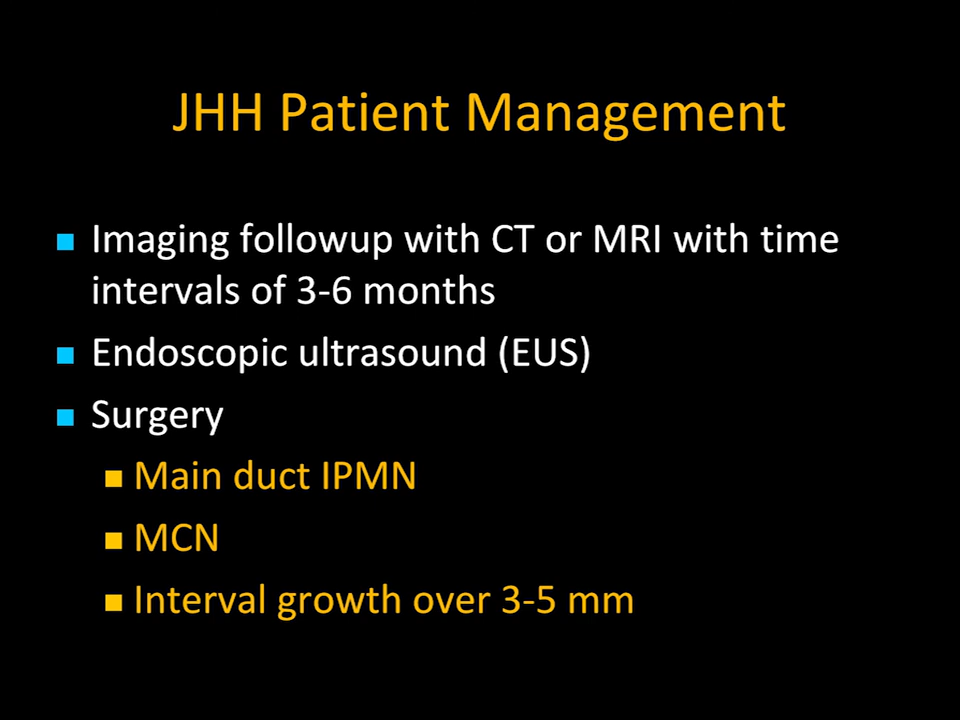 JHH Patient Management
Imaging followup with CT or MRI with time
intervals of 3-6 months
Endoscopic ultrasound (EUS)
Surgery
Main duct IPMN
MCN
Interval growth over 3-5 mm